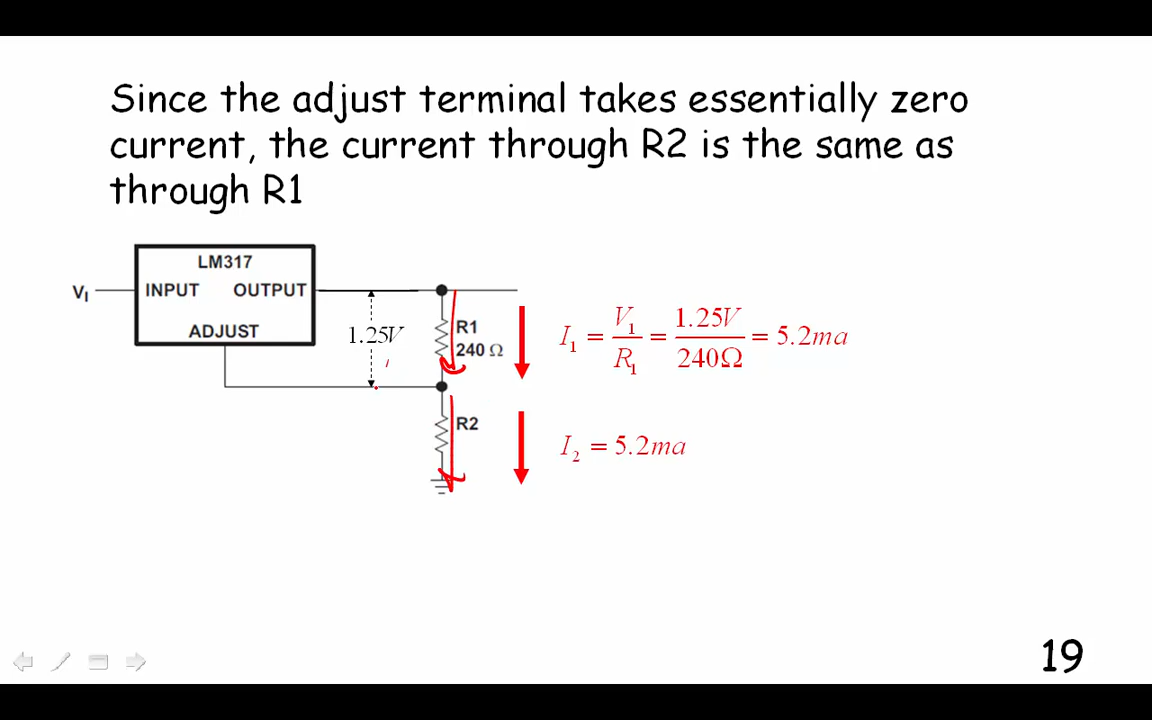 Since the adjust terminal takes essentially zero
current, the current through R2 is the same as
through R1
LM317
V_I INPUT OUTPUT
ADJUST
1.25V
R1
240 Ω
I₁ = V₁/R₁ = 1.25V/240Ω = 5.2ma
R2
I₂ = 5.2ma
19